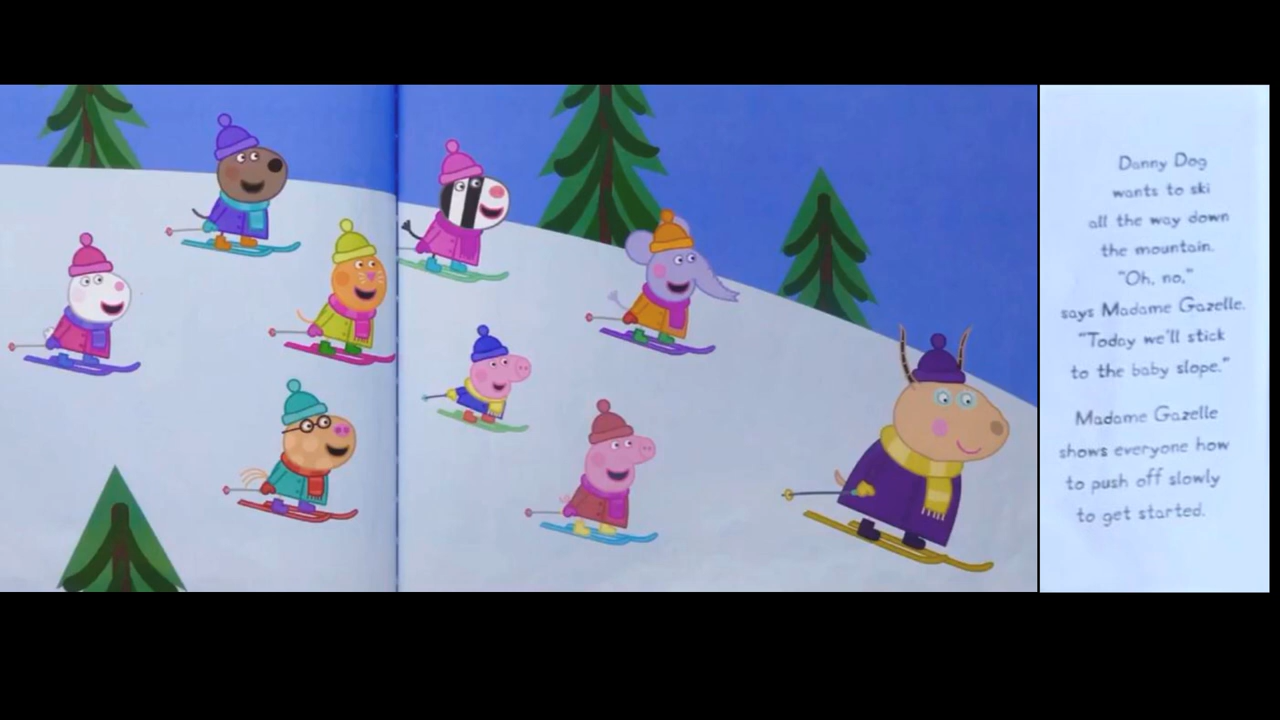 Danny Dog
wants to ski
all the way down
the mountain.
"Oh, no,"
says Madame Gazelle.
"Today we'll stick
to the baby slope."
Madame Gazelle
shows everyone how
to push off slowly
to get started.